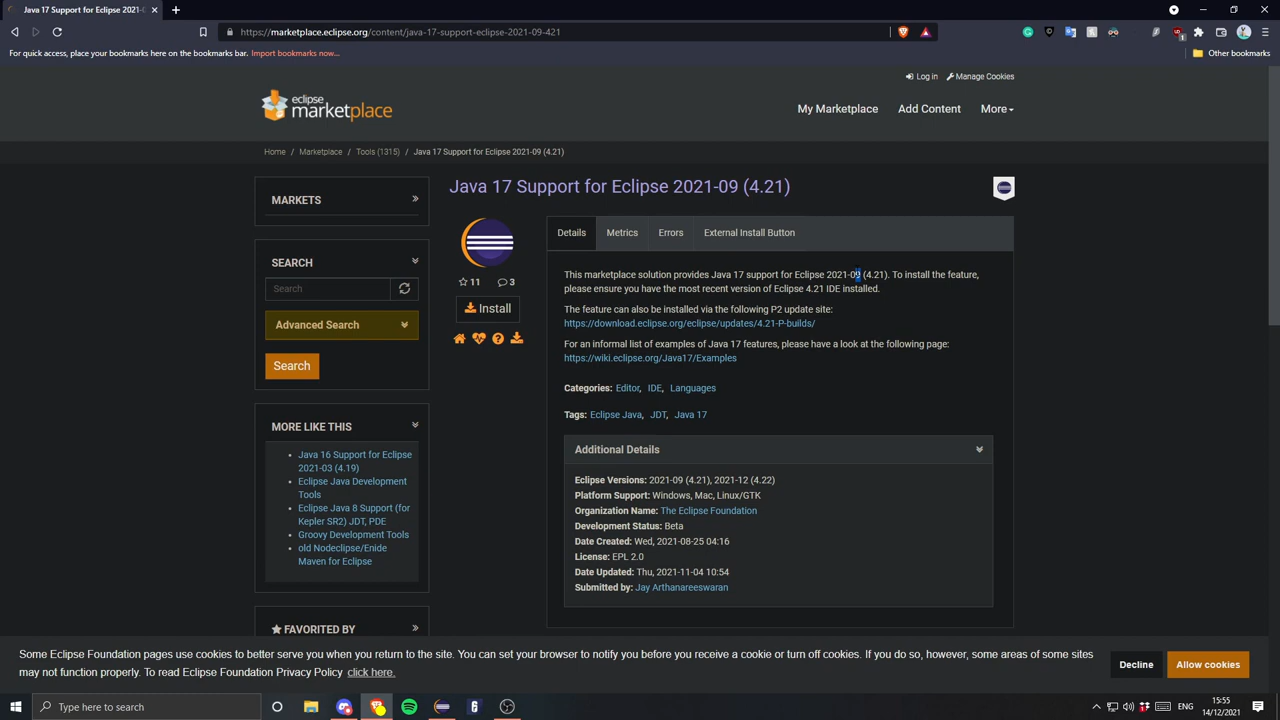 Java 17 Support for Eclipse 2021-0
https://marketplace.eclipse.org/content/java-17-support-eclipse-2021-09-421
For quick access, place your bookmarks here on the bookmarks bar. Import bookmarks now...
Other bookmarks
Log in
Manage Cookies
eclipse
marketplace
My Marketplace
Add Content
More
Home / Marketplace / Tools (1315) / Java 17 Support for Eclipse 2021-09 (4.21)
MARKETS
SEARCH
Search
Advanced Search
Search
MORE LIKE THIS
Java 16 Support for Eclipse
2021-03 (4.19)
Eclipse Java Development
Tools
Eclipse Java 8 Support (for
Kepler SR2) JDT, PDE
Groovy Development Tools
old Nodeclipse/Enide
Maven for Eclipse
FAVORITED BY
Java 17 Support for Eclipse 2021-09 (4.21)
11
3
Install
Details
Metrics
Errors
External Install Button
This marketplace solution provides Java 17 support for Eclipse 2021-09 (4.21). To install the feature,
please ensure you have the most recent version of Eclipse 4.21 IDE installed.
The feature can also be installed via the following P2 update site:
https://download.eclipse.org/eclipse/updates/4.21-P-builds/
For an informal list of examples of Java 17 features, please have a look at the following page:
https://wiki.eclipse.org/Java17/Examples
Categories: Editor, IDE, Languages
Tags: Eclipse Java, JDT, Java 17
Additional Details
Eclipse Versions: 2021-09 (4.21), 2021-12 (4.22)
Platform Support: Windows, Mac, Linux/GTK
Organization Name: The Eclipse Foundation
Development Status: Beta
Date Created: Wed, 2021-08-25 04:16
License: EPL 2.0
Date Updated: Thu, 2021-11-04 10:54
Submitted by: Jay Arthanareeswaran
Some Eclipse Foundation pages use cookies to better serve you when you return to the site. You can set your browser to notify you before you receive a cookie or turn off cookies. If you do so, however, some areas of some sites
may not function properly. To read Eclipse Foundation Privacy Policy click here.
Decline
Allow cookies
Type here to search
ENG
15:55
14/12/2021